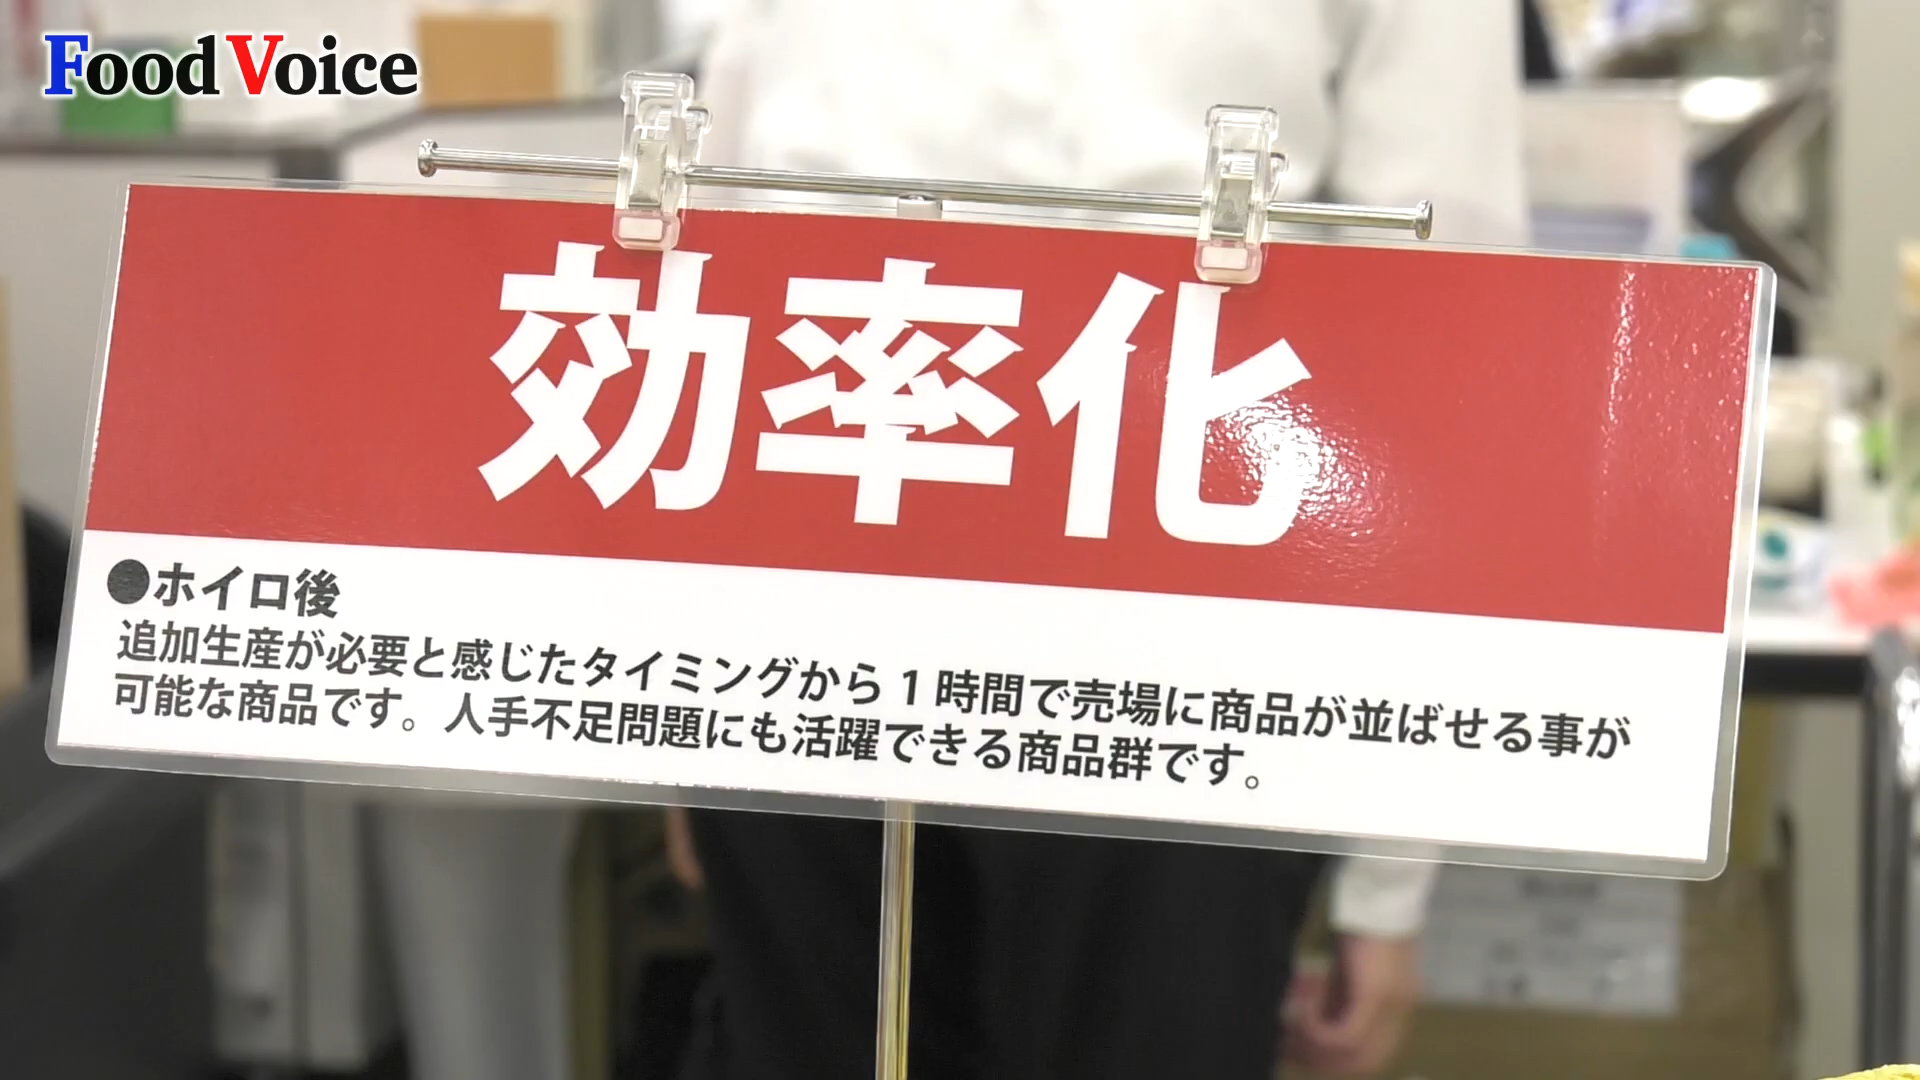 Food Voice
効率化
●ホイロ後
追加生産が必要と感じたタイミングから1時間で売場に商品が並ばせる事が
可能な商品です。人手不足問題にも活躍できる商品群です。